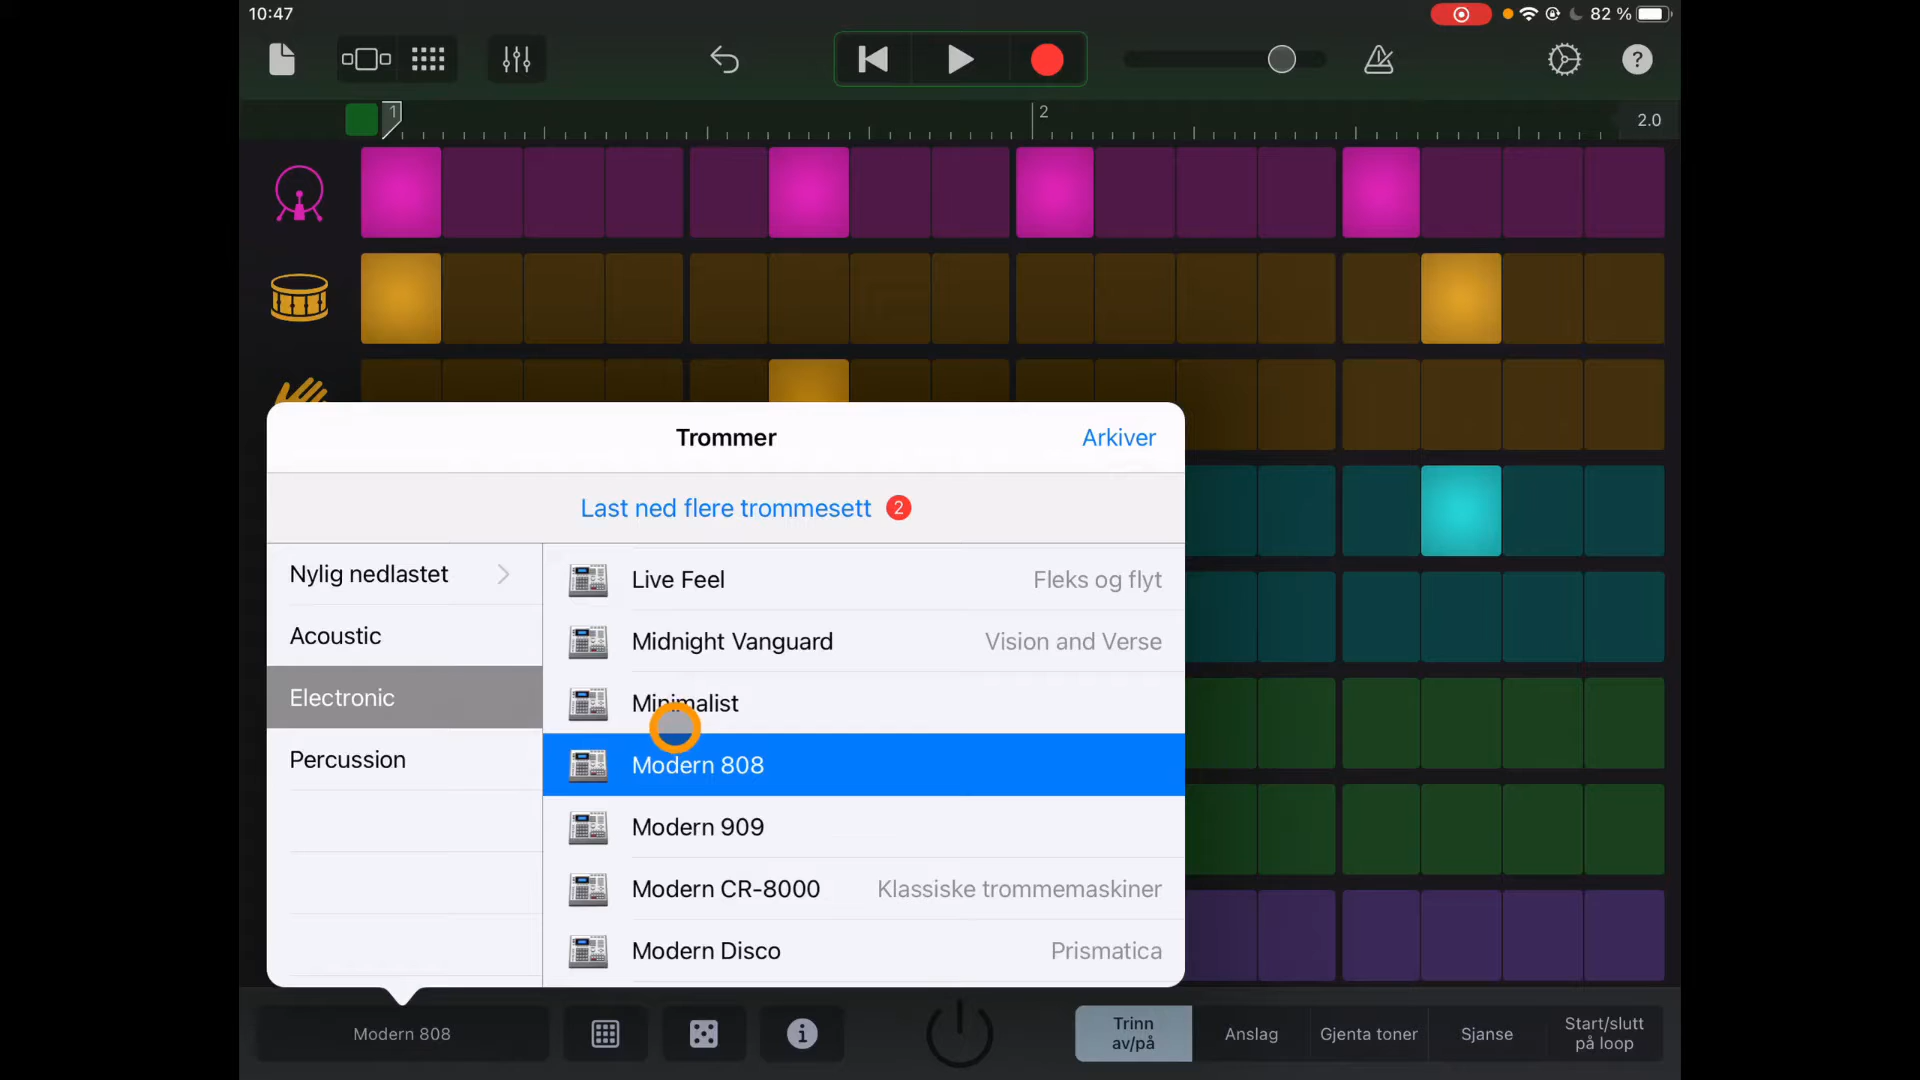 10:47
82 %
1
2
2.0
Trommer
Arkiver
Last ned flere trommesett 2
Nylig nedlastet
Acoustic
Electronic
Percussion
Live Feel Fleks og flyt
Midnight Vanguard Vision and Verse
Minimalist
Modern 808
Modern 909
Modern CR-8000 Klassiske trommemaskiner
Modern Disco Prismatica
Modern 808
Trinn
av/på
Anslag
Gjenta toner
Sjanse
Start/slutt
på loop